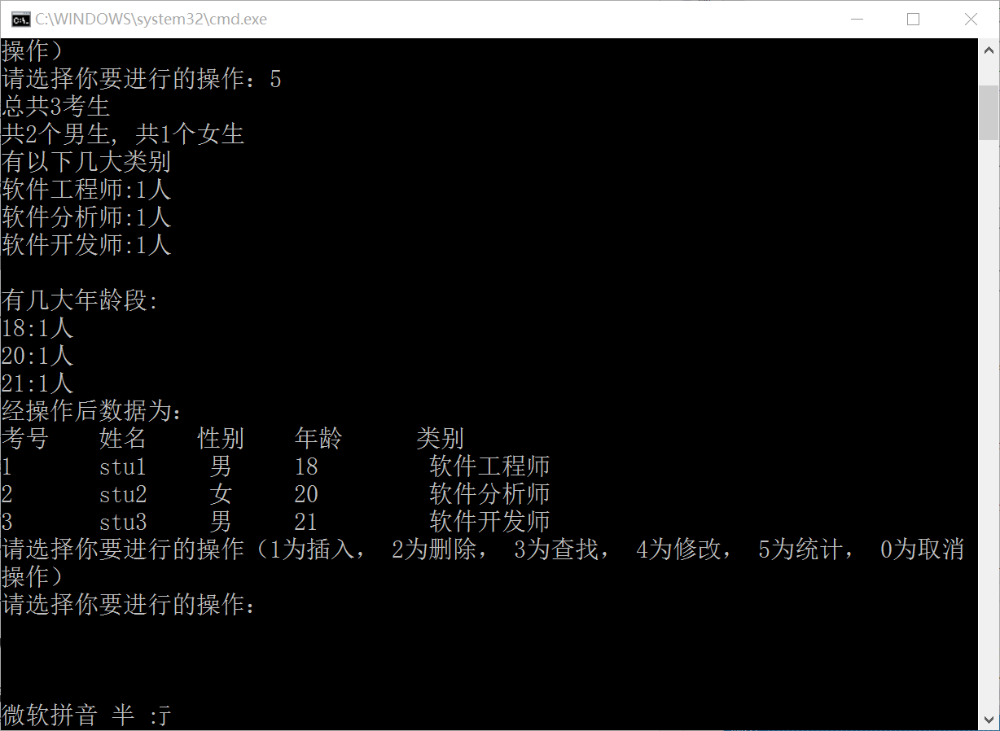 C:\WINDOWS\system32\cmd.exe
操作）
请选择你要进行的操作：5
总共3考生
共2个男生, 共1个女生
有以下几大类别
软件工程师:1人
软件分析师:1人
软件开发师:1人
有几大年龄段:
18:1人
20:1人
21:1人
经操作后数据为：
考号 姓名 性别 年龄 类别
1 stu1 男 18 软件工程师
2 stu2 女 20 软件分析师
3 stu3 男 21 软件开发师
请选择你要进行的操作（1为插入， 2为删除， 3为查找， 4为修改， 5为统计， 0为取消
操作）
请选择你要进行的操作：
微软拼音 半 :